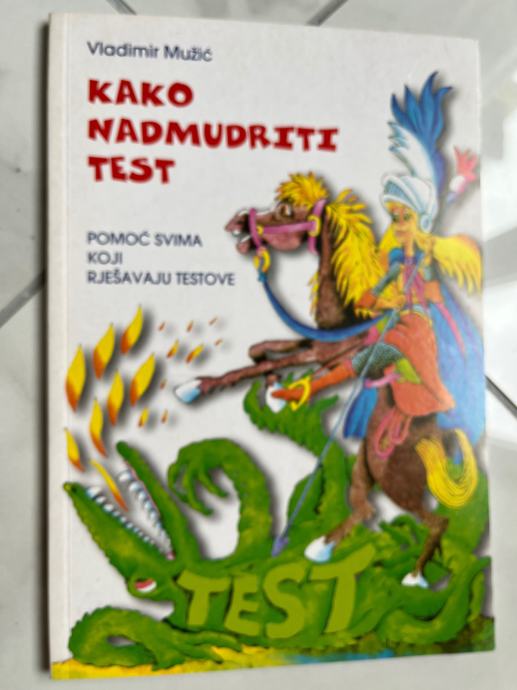 Vladimir Mužić
KAKO
NADMUDRITI
TEST
POMOĆ SVIMA
KOJI
RJEŠAVAJU TESTOVE
TEST